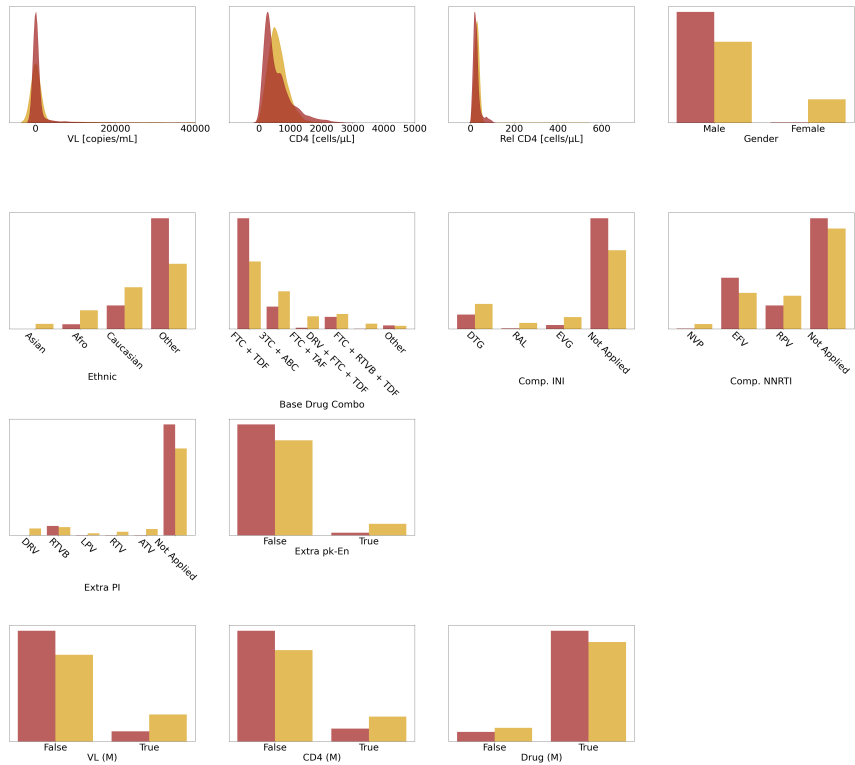 0 20000 40000
VL [copies/mL]
0 1000 2000 3000 4000 5000
CD4 [cells/µL]
0 200 400 600
Rel CD4 [cells/µL]
Male Female
Gender
Asian Afro Caucasian Other
Ethnic
FTC + TDF 3TC + ABC FTC + TAF DRV + FTC + TDF FTC + RTVB + TDF Other
Base Drug Combo
DTG RAL EVG Not Applied
Comp. INI
NVP EFV RPV Not Applied
Comp. NNRTI
DRV RTVB LPV RTV ATV Not Applied
Extra PI
False True
Extra pk-En
False True
VL (M)
False True
CD4 (M)
False True
Drug (M)